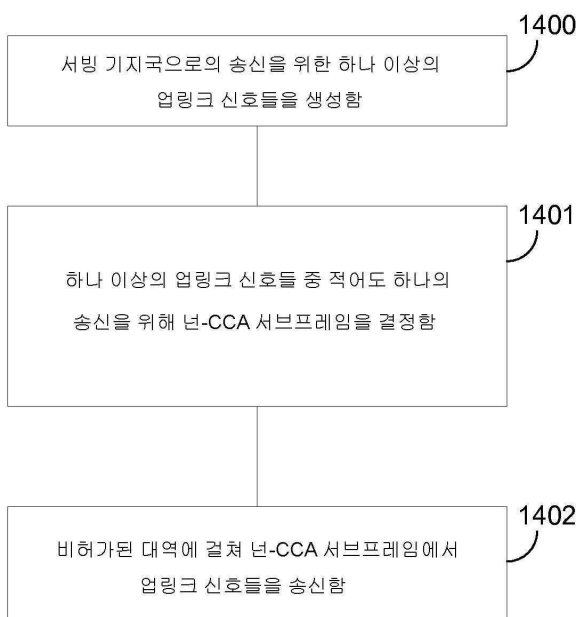 1400
서빙 기지국으로의 송신을 위한 하나 이상의
업링크 신호들을 생성함
1401
하나 이상의 업링크 신호들 중 적어도 하나의
송신을 위해 넌-CCA 서브프레임을 결정함
1402
비허가된 대역에 걸쳐 넌-CCA 서브프레임에서
업링크 신호들을 송신함